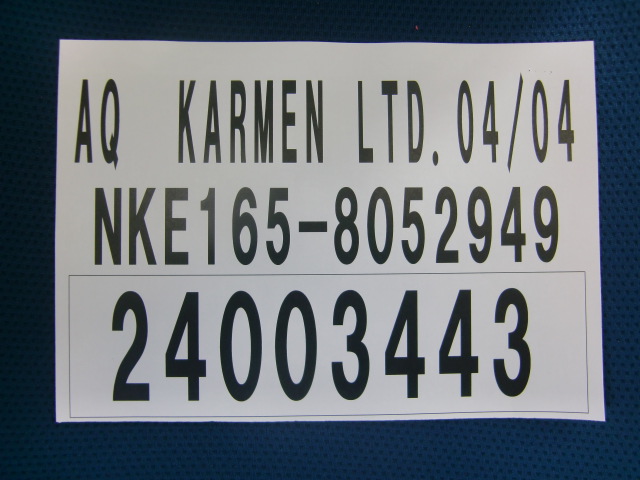 AQ KARMEN LTD. 04/04
NKE165-8052949
24003443